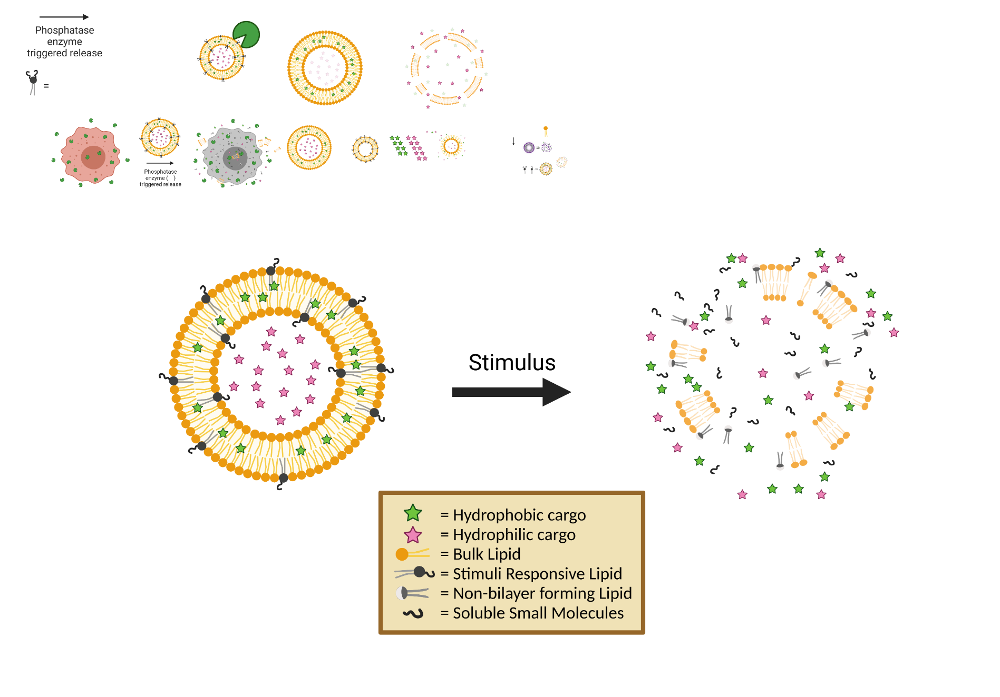 Phosphatase
enzyme
triggered release
=
Phosphatase
enzyme ( )
triggered release
Stimulus
= Hydrophobic cargo
= Hydrophilic cargo
= Bulk Lipid
= Stimuli Responsive Lipid
= Non-bilayer forming Lipid
= Soluble Small Molecules